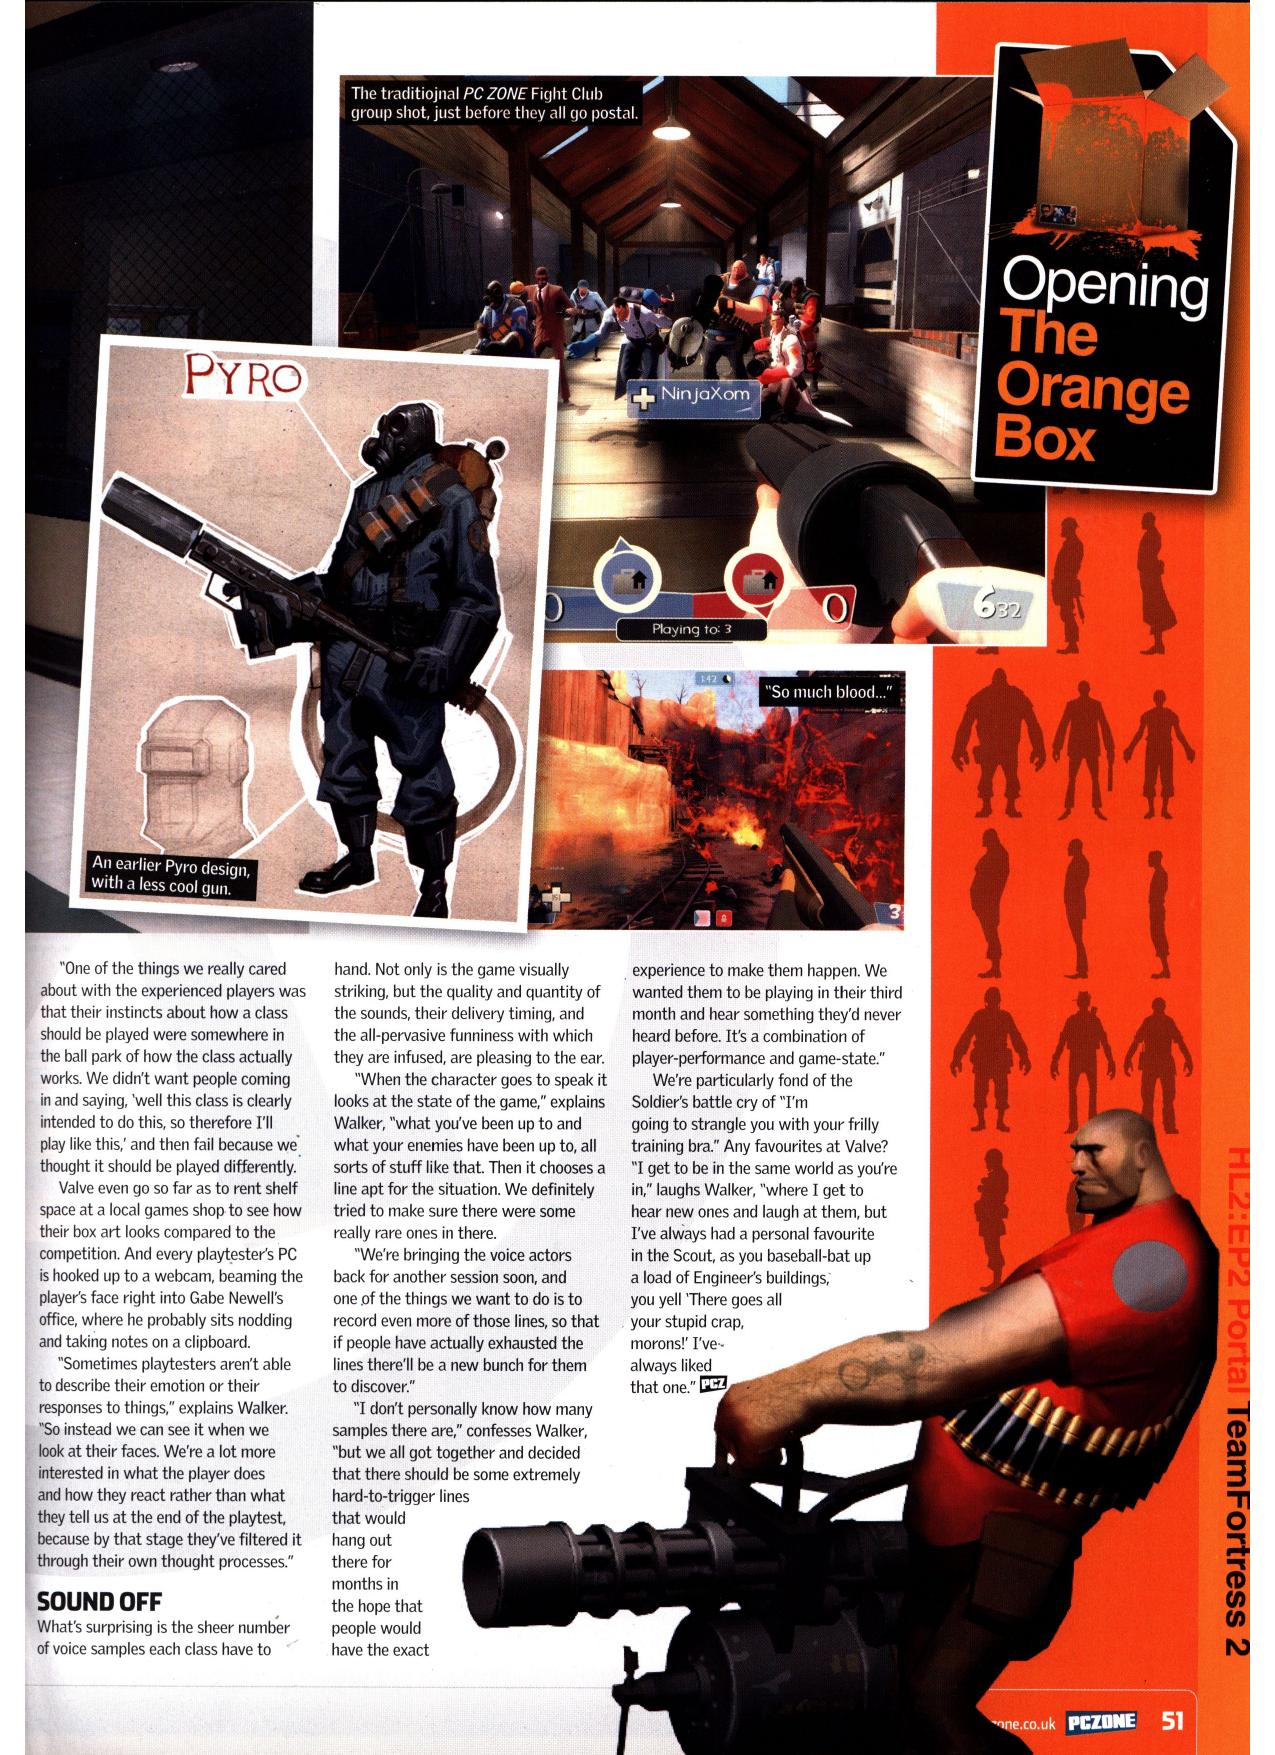 The traditiojnal PC ZONE Fight Club
group shot, just before they all go postal.
Opening
The
Orange
Box
PYRO
NinjaXom
0
0
Playing to: 3
632
An earlier Pyro design,
with a less cool gun.
1:42
"So much blood..."
3
"One of the things we really cared
about with the experienced players was
that their instincts about how a class
should be played were somewhere in
the ball park of how the class actually
works. We didn't want people coming
in and saying, 'well this class is clearly
intended to do this, so therefore I'll
play like this,' and then fail because we
thought it should be played differently.
Valve even go so far as to rent shelf
space at a local games shop to see how
their box art looks compared to the
competition. And every playtester's PC
is hooked up to a webcam, beaming the
player's face right into Gabe Newell's
office, where he probably sits nodding
and taking notes on a clipboard.
"Sometimes playtesters aren't able
to describe their emotion or their
responses to things," explains Walker.
"So instead we can see it when we
look at their faces. We're a lot more
interested in what the player does
and how they react rather than what
they tell us at the end of the playtest,
because by that stage they've filtered it
through their own thought processes."
SOUND OFF
What's surprising is the sheer number
of voice samples each class have to
hand. Not only is the game visually
striking, but the quality and quantity of
the sounds, their delivery timing, and
the all-pervasive funniness with which
they are infused, are pleasing to the ear.
"When the character goes to speak it
looks at the state of the game," explains
Walker, "what you've been up to and
what your enemies have been up to, all
sorts of stuff like that. Then it chooses a
line apt for the situation. We definitely
tried to make sure there were some
really rare ones in there.
"We're bringing the voice actors
back for another session soon, and
one of the things we want to do is to
record even more of those lines, so that
if people have actually exhausted the
lines there'll be a new bunch for them
to discover."
"I don't personally know how many
samples there are," confesses Walker,
"but we all got together and decided
that there should be some extremely
hard-to-trigger lines
that would
hang out
there for
months in
the hope that
people would
have the exact
experience to make them happen. We
wanted them to be playing in their third
month and hear something they'd never
heard before. It's a combination of
player-performance and game-state."
We're particularly fond of the
Soldier's battle cry of "I'm
going to strangle you with your frilly
training bra." Any favourites at Valve?
"I get to be in the same world as you're
in," laughs Walker, "where I get to
hear new ones and laugh at them, but
I've always had a personal favourite
in the Scout, as you baseball-bat up
a load of Engineer's buildings,
you yell 'There goes all
your stupid crap,
morons!' I've
always liked
that one." PCZ
HL2:EP2 Portal TeamFortress 2
zone.co.uk PCZONE 51